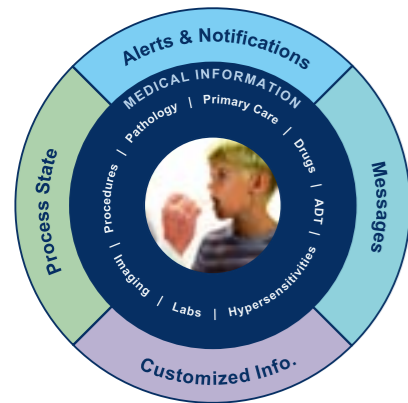 Alerts & Notifications
MEDICAL INFORMATION
Procedures | Pathology | Primary Care | Drugs | ADT | Hypersensitivities | Labs | Imaging |
Process State
Messages
Customized Info.